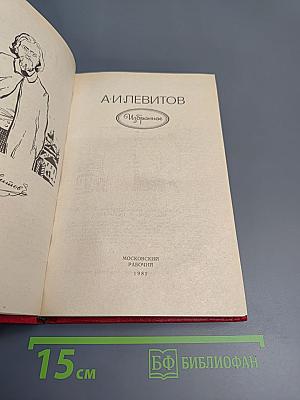 А·И·ЛЕВИТОВ
Избранное
МОСКОВСКИЙ
РАБОЧИЙ
15 см
БФ БИБЛИОФАН